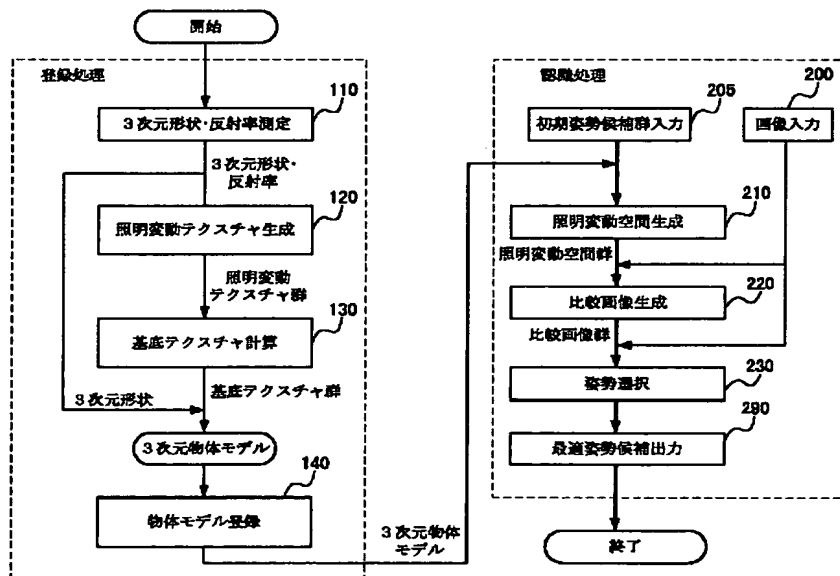 開始
登録処理
110
3次元形状・反射率測定
3次元形状・
反射率
120
照明変動テクスチャ生成
照明変動
テクスチャ群
130
基底テクスチャ計算
3次元形状
基底テクスチャ群
3次元物体モデル
140
物体モデル登録
3次元物体
モデル
認識処理
205
200
初期姿勢候補群入力
画像入力
210
照明変動空間生成
照明変動空間群
220
比較画像生成
比較画像群
230
姿勢選択
290
最適姿勢候補出力
終了